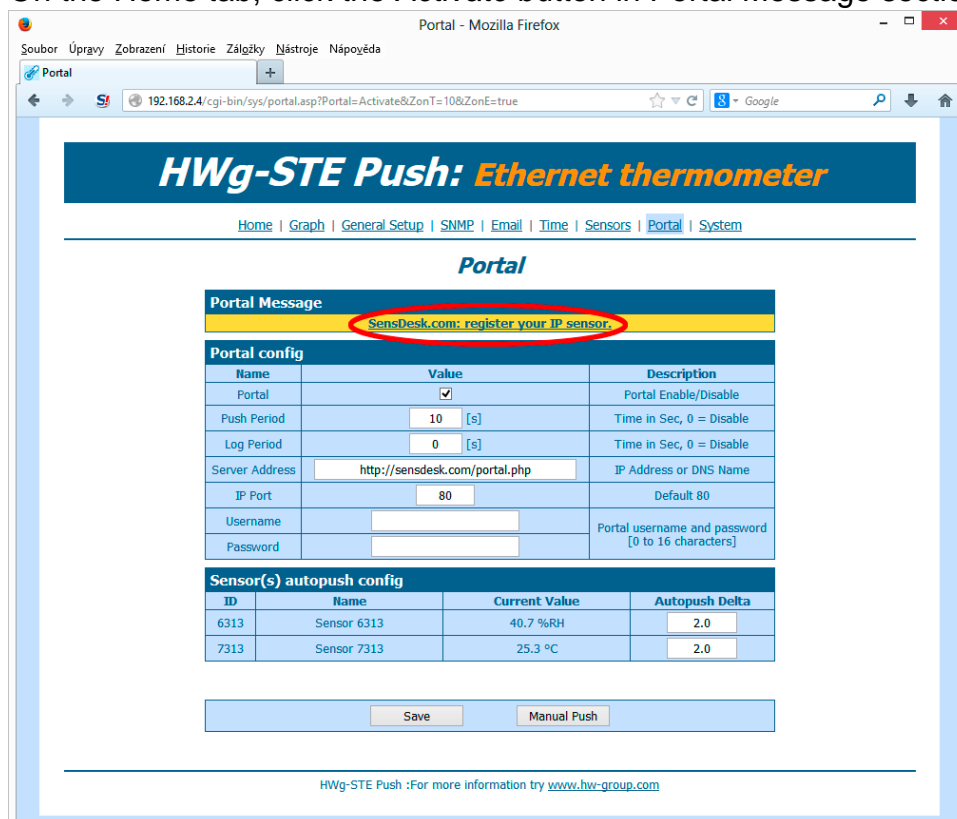 On the Home tab, click the Activate button in Portal Message sectio
Portal - Mozilla Firefox
Soubor Úpravy Zobrazení Historie Záložky Nástroje Nápověda
Portal
192.168.2.4/cgi-bin/sys/portal.asp?Portal=Activate&ZonT=10&ZonE=true Google
HWg-STE Push: Ethernet thermometer
Home | Graph | General Setup | SNMP | Email | Time | Sensors | Portal | System
Portal
Portal Message
SensDesk.com: register your IP sensor.
Portal config
Name Value Description
Portal Portal Enable/Disable
Push Period 10 [s] Time in Sec, 0 = Disable
Log Period 0 [s] Time in Sec, 0 = Disable
Server Address http://sensdesk.com/portal.php IP Address or DNS Name
IP Port 80 Default 80
Username Portal username and password
Password [0 to 16 characters]
Sensor(s) autopush config
ID Name Current Value Autopush Delta
6313 Sensor 6313 40.7 %RH 2.0
7313 Sensor 7313 25.3 ºC 2.0
Save Manual Push
HWg-STE Push :For more information try www.hw-group.com